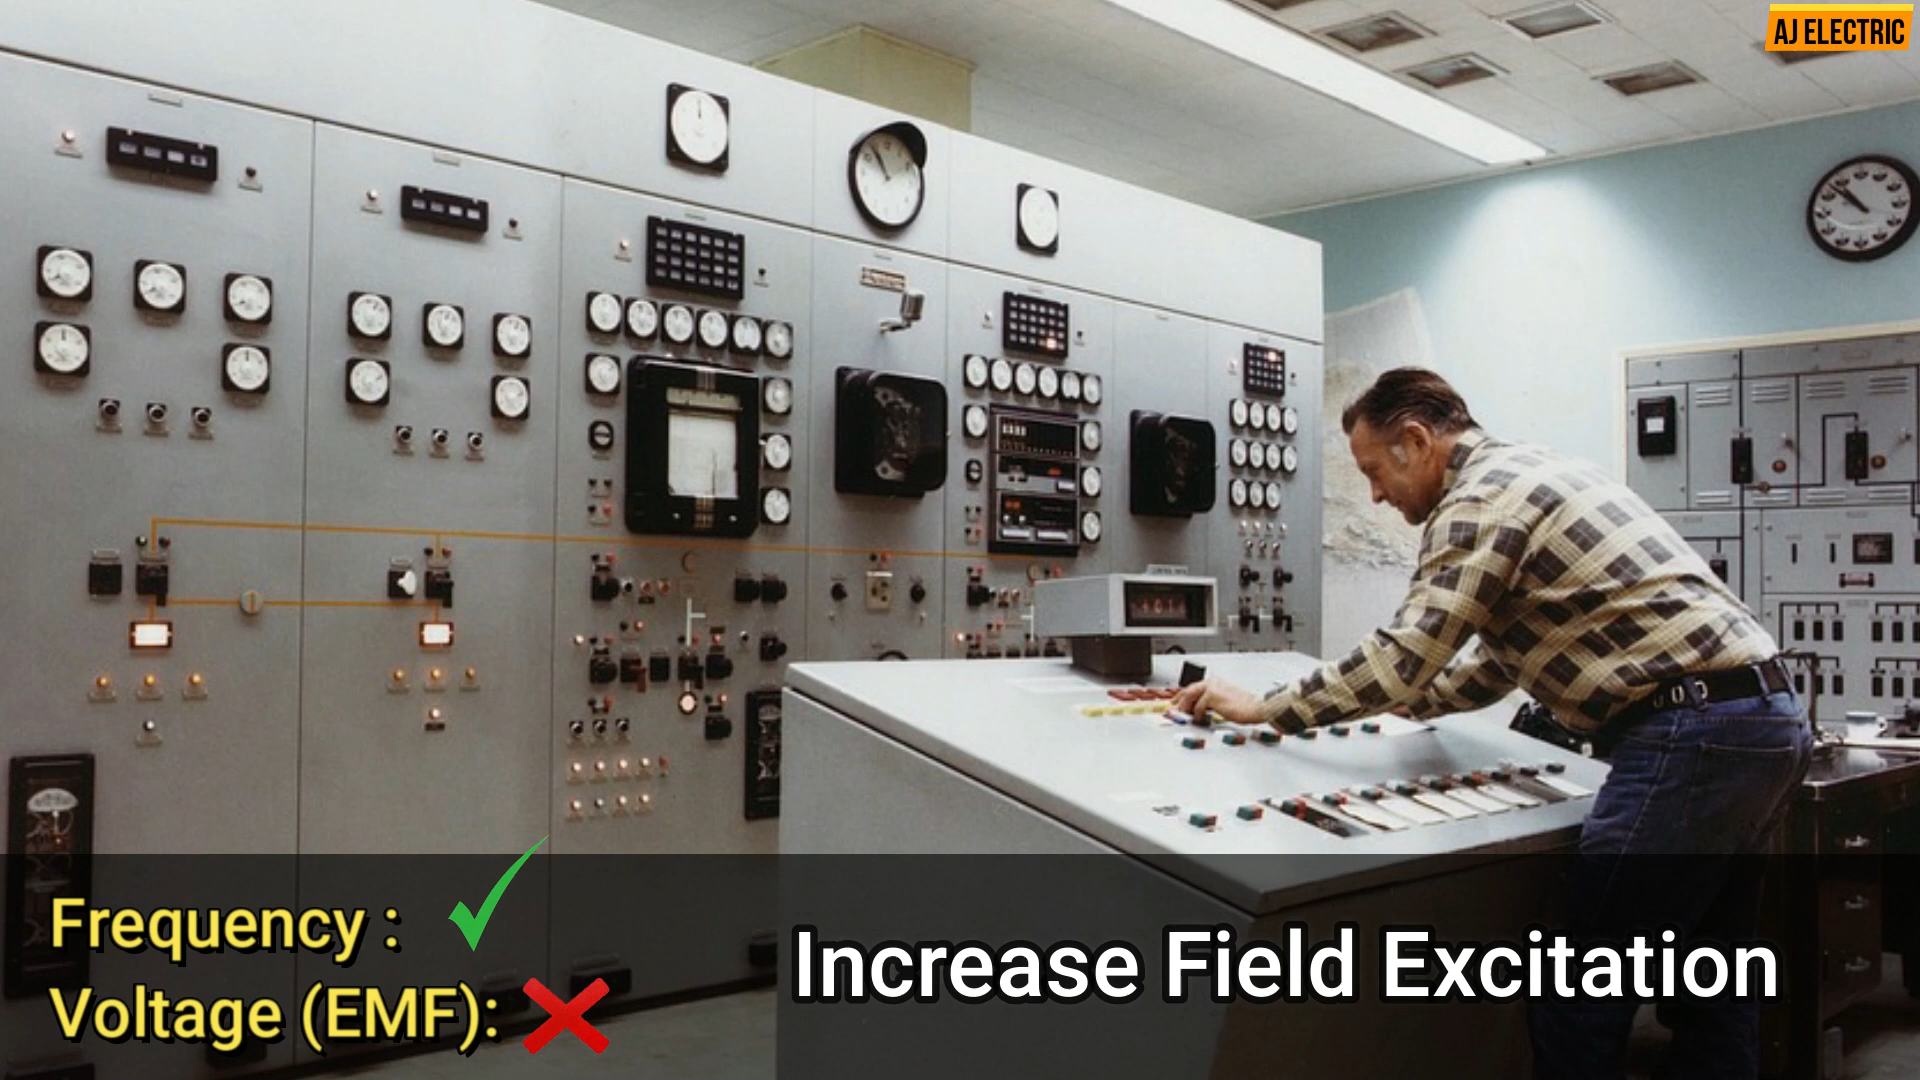 AJ ELECTRIC
Frequency :
Voltage (EMF):
Increase Field Excitation